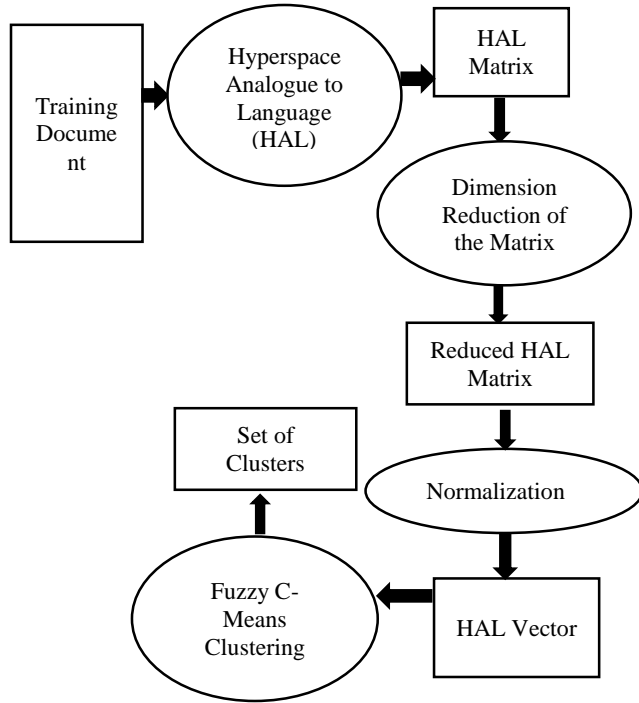 Training
Docume
nt
Hyperspace
Analogue to
Language
(HAL)
HAL
Matrix
Dimension
Reduction of
the Matrix
Reduced HAL
Matrix
Normalization
HAL Vector
Fuzzy C-
Means
Clustering
Set of
Clusters